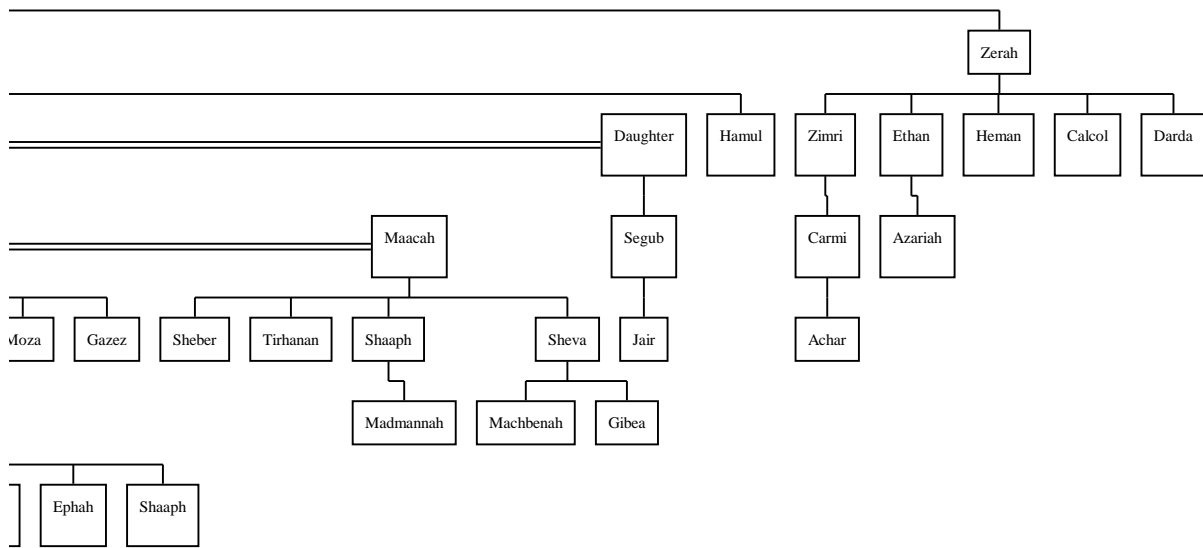 Zerah
Daughter Hamul Zimri Ethan Heman Calcol Darda
Maacah Segub Carmi Azariah
Moza Gazez Sheber Tirhanan Shaaph Sheva Jair Achar
Madmannah Machbenah Gibea
Ephah Shaaph